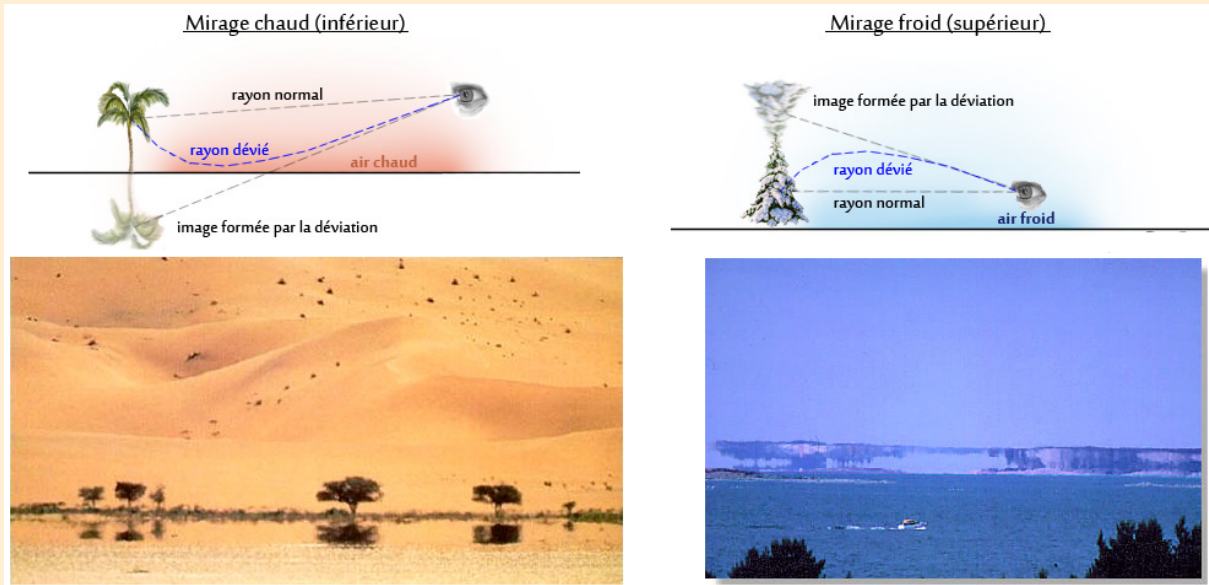 Mirage chaud (inférieur)
rayon normal
rayon dévié
air chaud
image formée par la déviation
Mirage froid (supérieur)
image formée par la déviation
rayon dévié
rayon normal
air froid